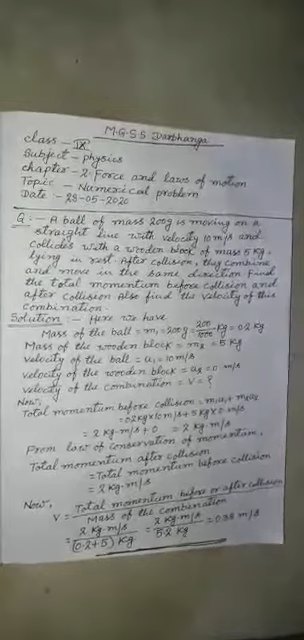 M.G.S.S Darbhanga
class - IX
Subject - physics
chapter - 2. Force and laws of motion
Topic - Numerical problem
Date :- 28-05-2020
Q:- A ball of mass 200g is moving on a
straight line with velocity 10 m/s and
collides with a wooden block of mass 5 kg,
lying in rest. After collision, they combine
and move in the same direction Find
the total momentum before collision and
after collision Also find the velocity of this
combination.
Solution :- Here we have
Mass of the ball = m₁ = 200g = 200/1000 kg = 0.2 kg
Mass of the wooden block = m₂ = 5 kg
velocity of the ball = u₁ = 10 m/s
velocity of the wooden block = u₂ = 0 m/s
velocity of the combination = V = ?
Now,
Total momentum before collision = m₁u₁ + m₂u₂
= 0.2 kg x 10 m/s + 5 kg x 0 m/s
= 2 kg-m/s + 0 = 2 kg-m/s
From law of conservation of momentum,
Total momentum after collision
= Total momentum before collision
= 2 kg-m/s
Now,
V = Total momentum before or after collision / Mass of the combination
= 2 kg-m/s / (0.2+5) kg = 2 kg-m/s / 5.2 kg = 0.38 m/s